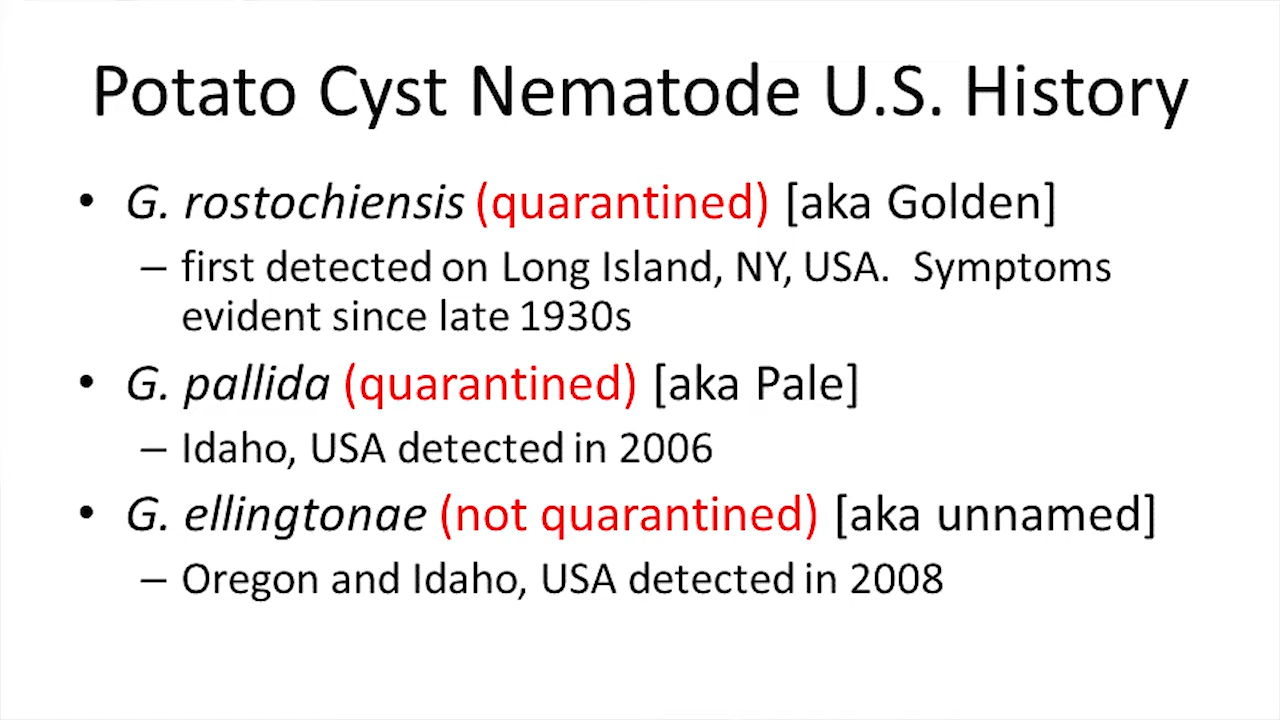 Potato Cyst Nematode U.S. History
• G. rostochiensis (quarantined) [aka Golden]
– first detected on Long Island, NY, USA.  Symptoms
evident since late 1930s
• G. pallida (quarantined) [aka Pale]
– Idaho, USA detected in 2006
• G. ellingtonae (not quarantined) [aka unnamed]
– Oregon and Idaho, USA detected in 2008